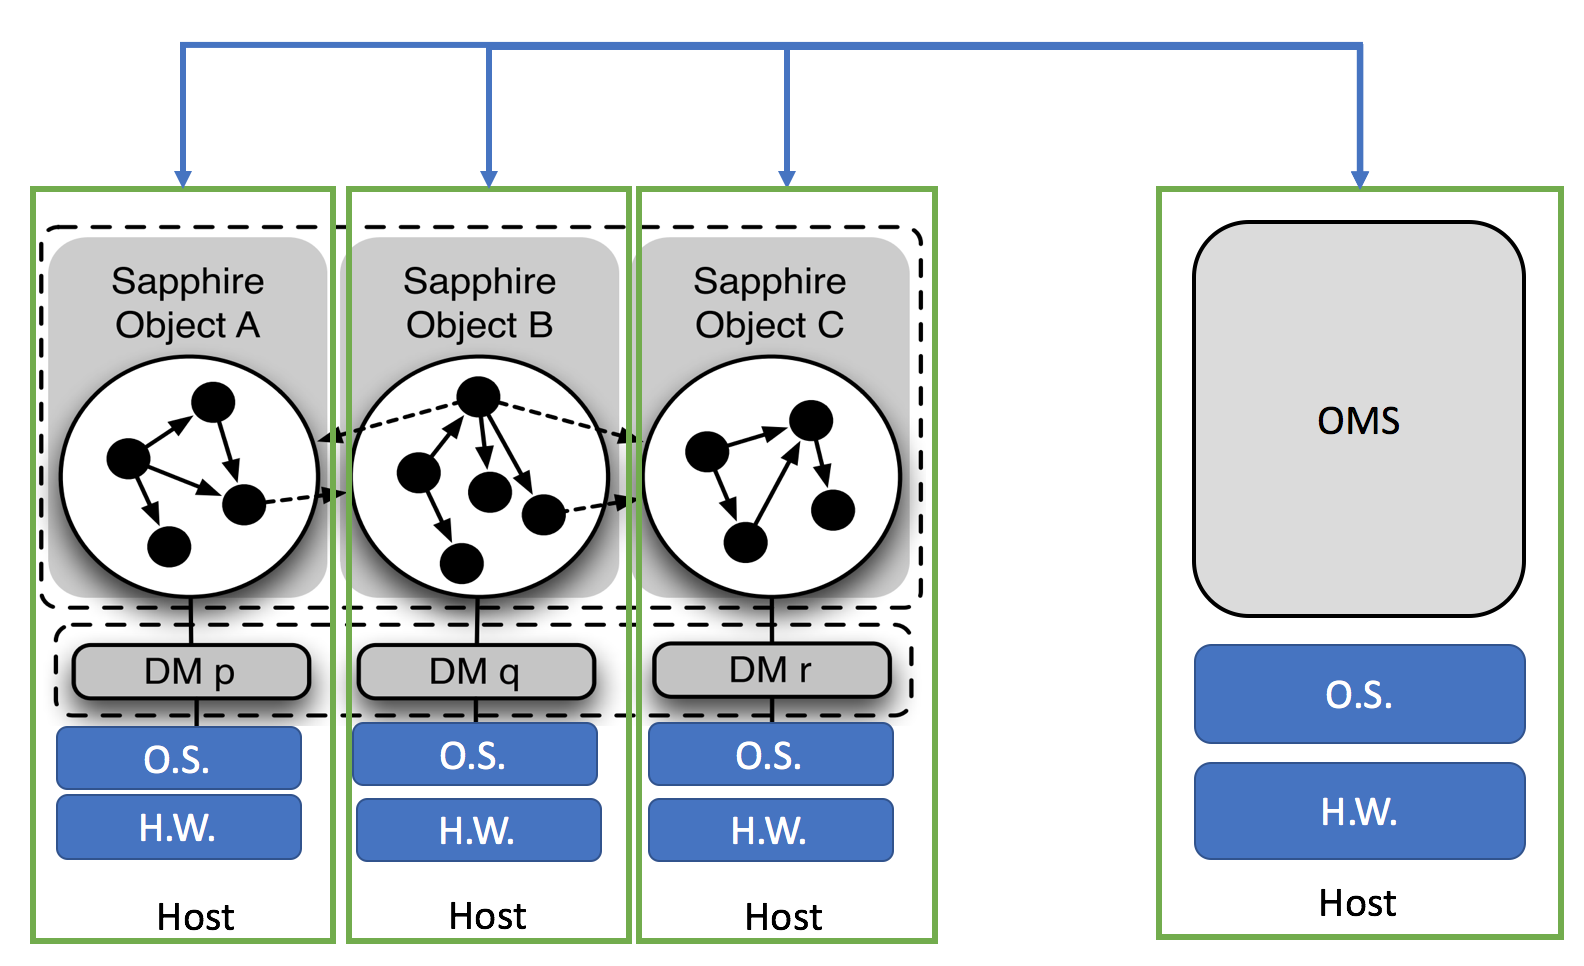 Sapphire
Object A
Sapphire
Object B
Sapphire
Object C
OMS
DM p
DM q
DM r
O.S.
O.S.
O.S.
O.S.
H.W.
H.W.
H.W.
H.W.
Host
Host
Host
Host